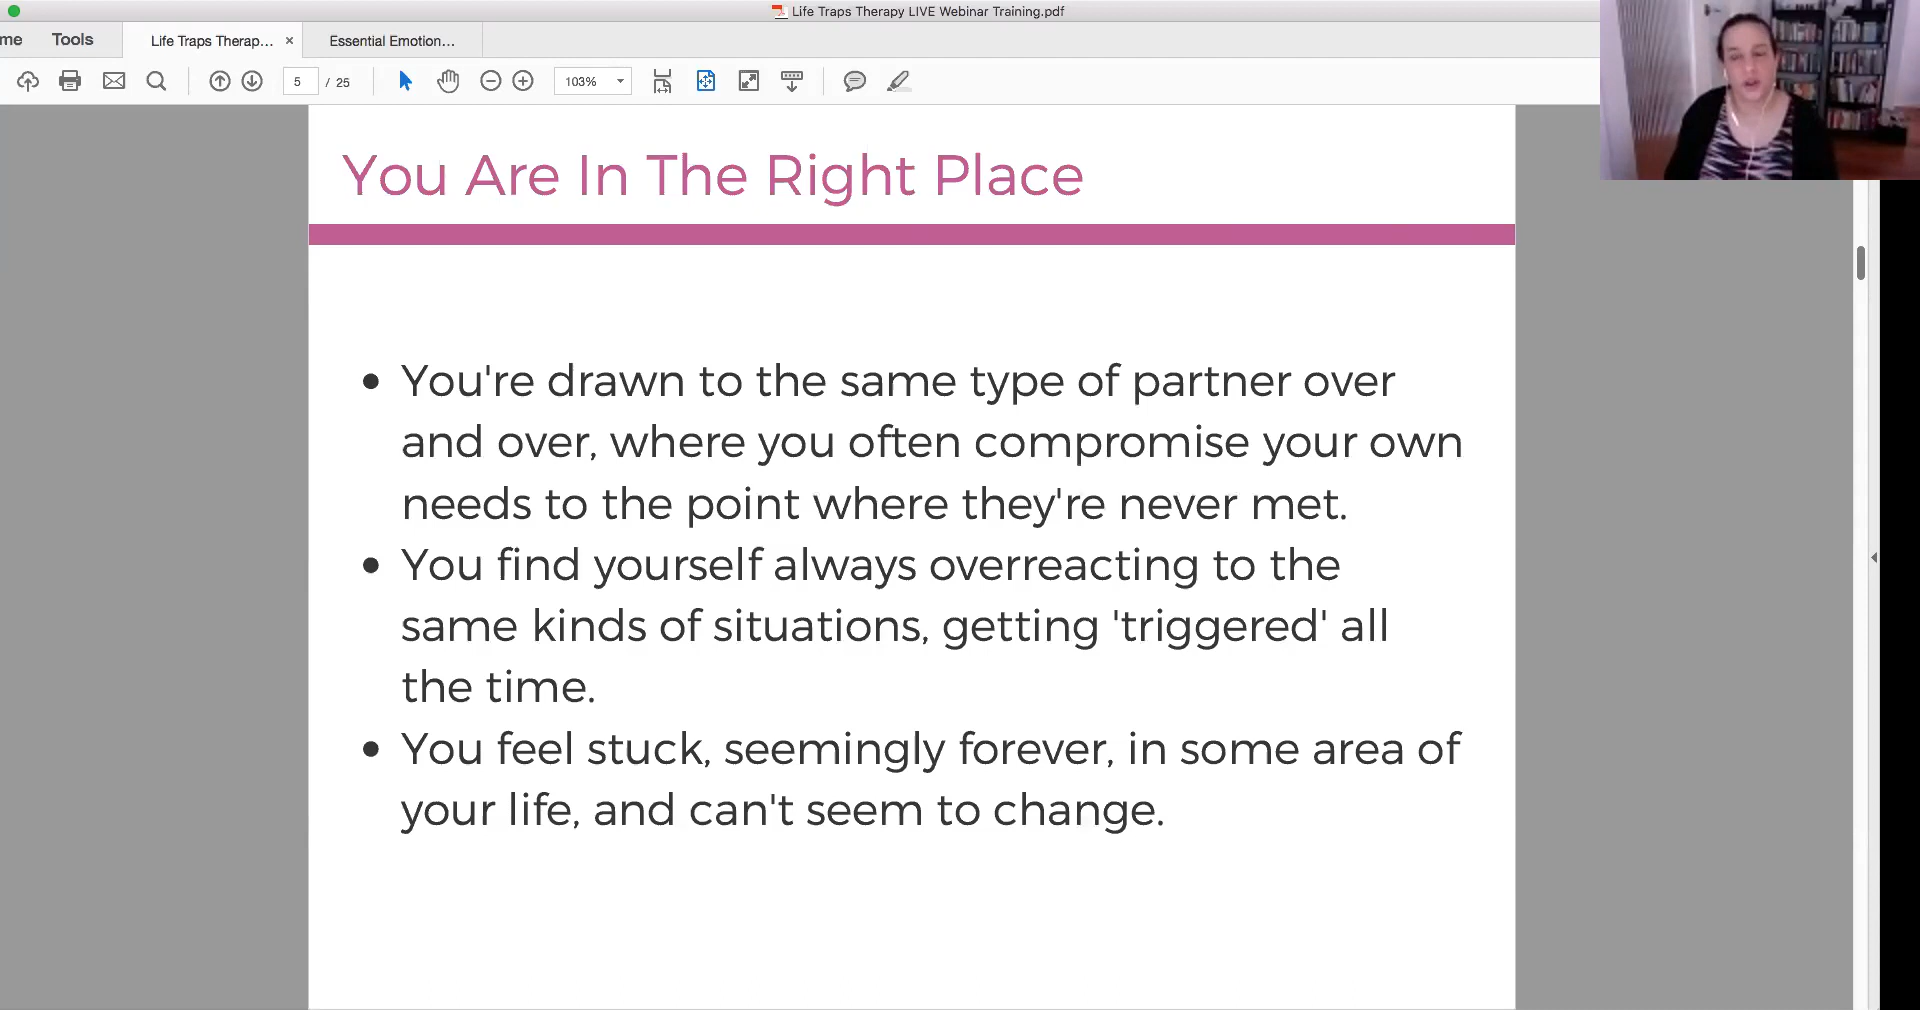 Life Traps Therapy LIVE Webinar Training.pdf
me Tools Life Traps Therap... × Essential Emotion...
5 / 25 103%
You Are In The Right Place
• You're drawn to the same type of partner over
and over, where you often compromise your own
needs to the point where they're never met.
• You find yourself always overreacting to the
same kinds of situations, getting 'triggered' all
the time.
• You feel stuck, seemingly forever, in some area of
your life, and can't seem to change.